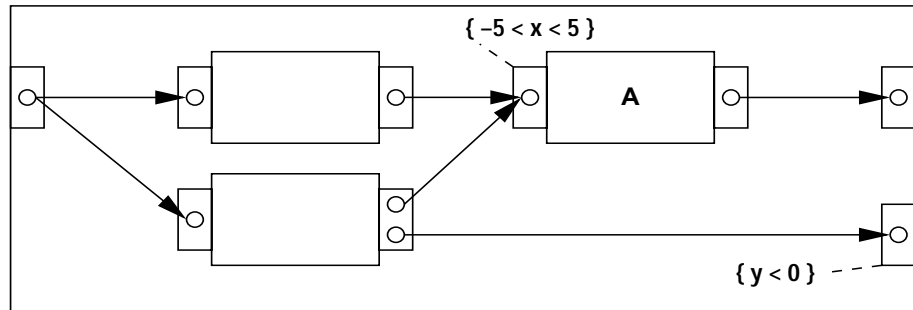 { –5 < x < 5 }
A
{ y < 0 }